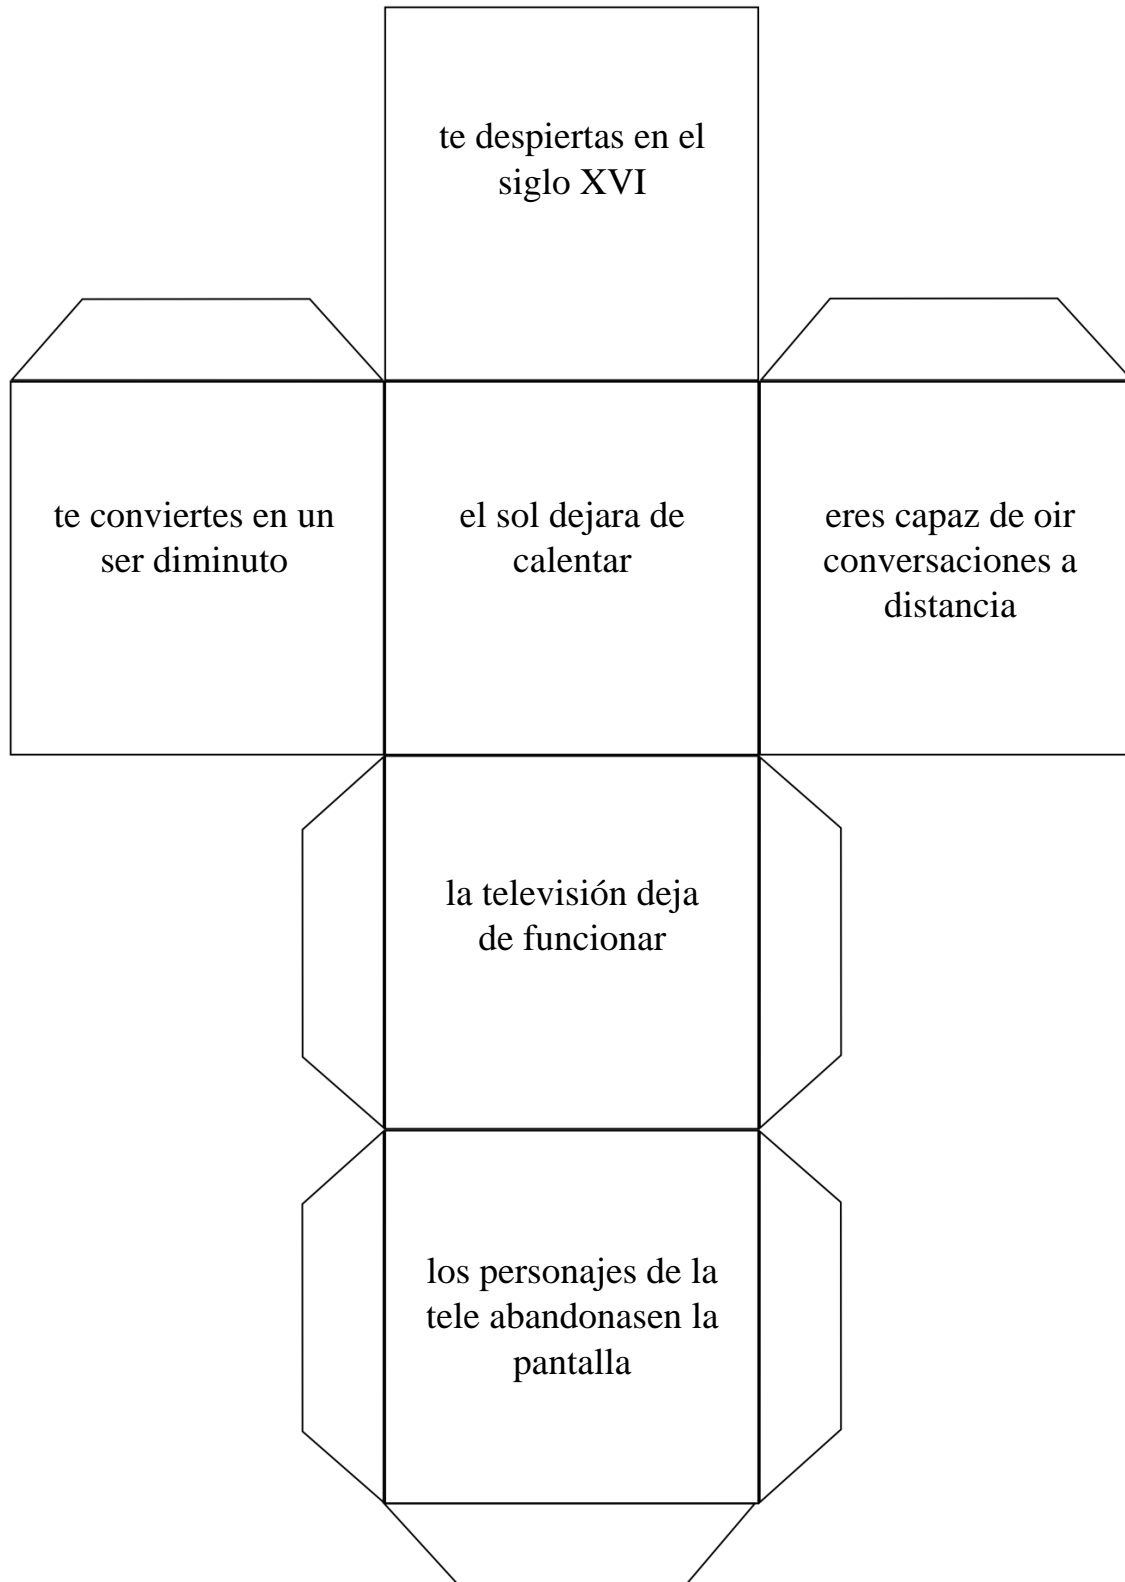 te despiertas en el
siglo XVI
te conviertes en un
ser diminuto
el sol dejara de
calentar
eres capaz de oir
conversaciones a
distancia
la televisión deja
de funcionar
los personajes de la
tele abandonasen la
pantalla